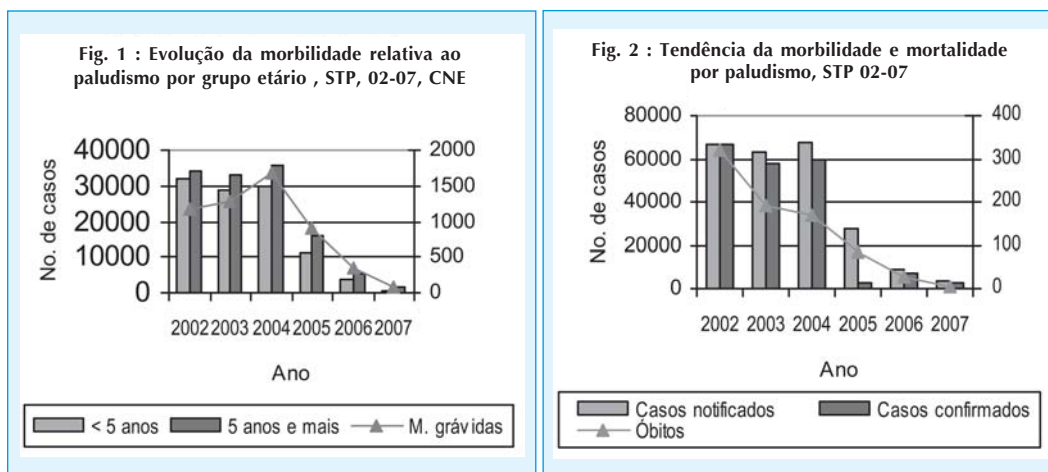 Fig. 1 : Evolução da morbilidade relativa ao
paludismo por grupo etário , STP, 02-07, CNE
No. de casos
40000
30000
20000
10000
0
2000
1500
1000
500
0
2002 2003 2004 2005 2006 2007
Ano
< 5 anos 5 anos e mais M. grávidas
Fig. 2 : Tendência da morbilidade e mortalidade
por paludismo, STP 02-07
No. de casos
80000
60000
40000
20000
0
400
300
200
100
0
2002 2003 2004 2005 2006 2007
Ano
Casos notificados Casos confirmados
Óbitos